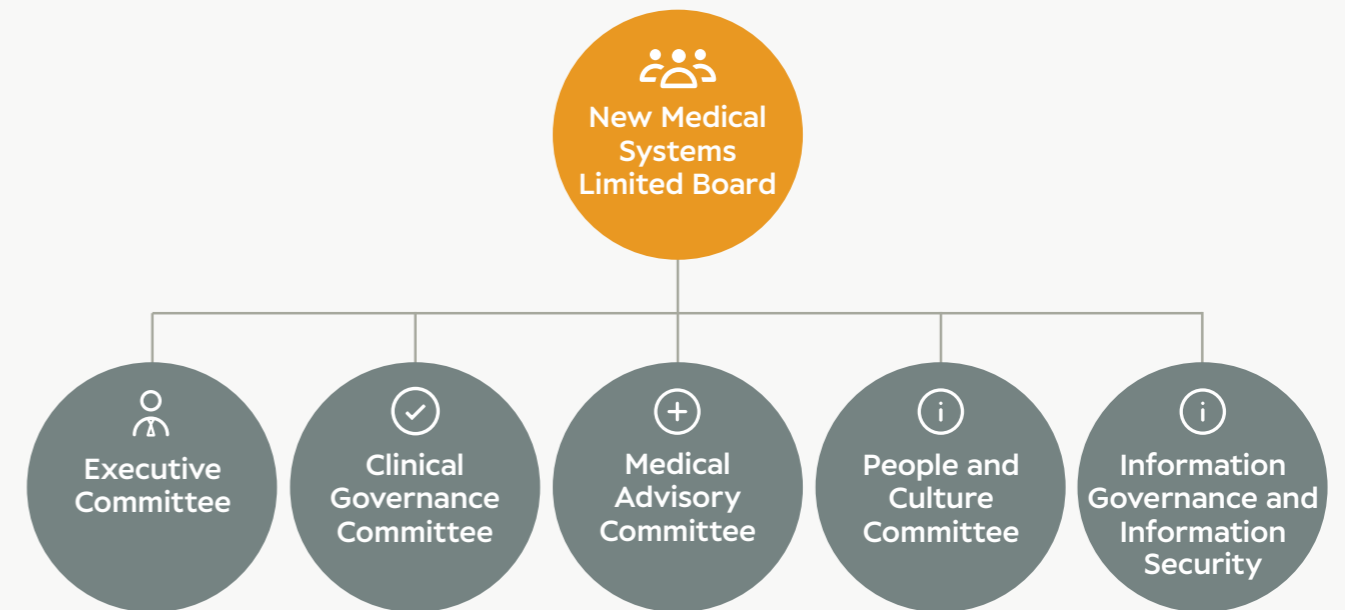 New Medical
Systems
Limited Board
Executive
Committee
Clinical
Governance
Committee
Medical
Advisory
Committee
People and
Culture
Committee
Information
Governance and
Information
Security